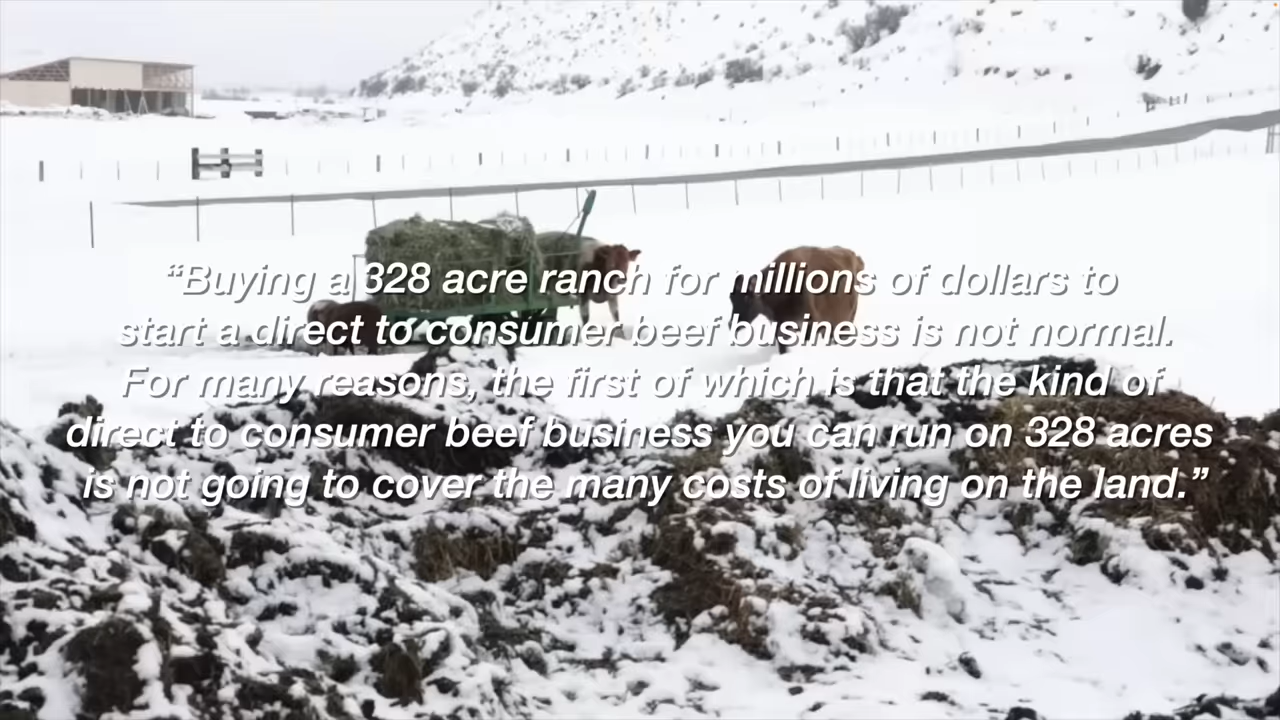 “Buying a 328 acre ranch for millions of dollars to
start a direct to consumer beef business is not normal.
For many reasons, the first of which is that the kind of
direct to consumer beef business you can run on 328 acres
is not going to cover the many costs of living on the land.”